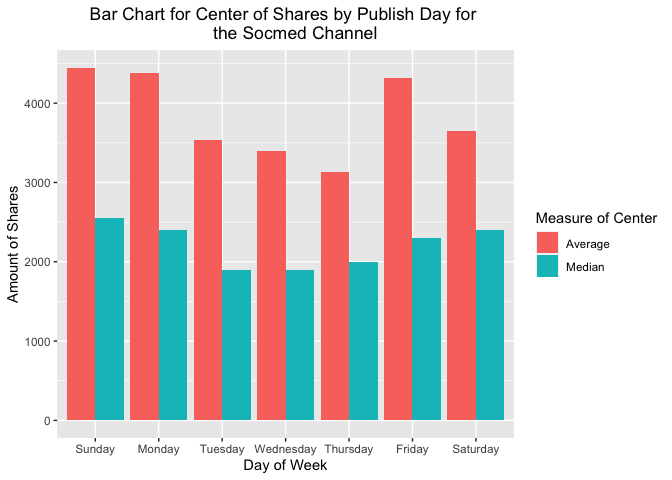 Bar Chart for Center of Shares by Publish Day for
the Socmed Channel
Amount of Shares
4000
3000
2000
1000
0
Sunday Monday Tuesday Wednesday Thursday Friday Saturday
Day of Week
Measure of Center
Average
Median